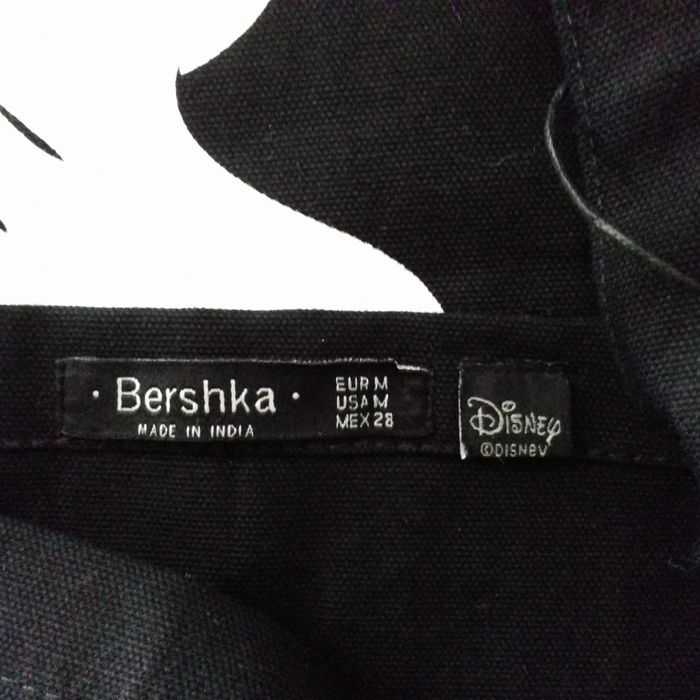 · Bershka ·
MADE IN INDIA
EUR M
USA M
MEX 28
Disney
©DISNEY